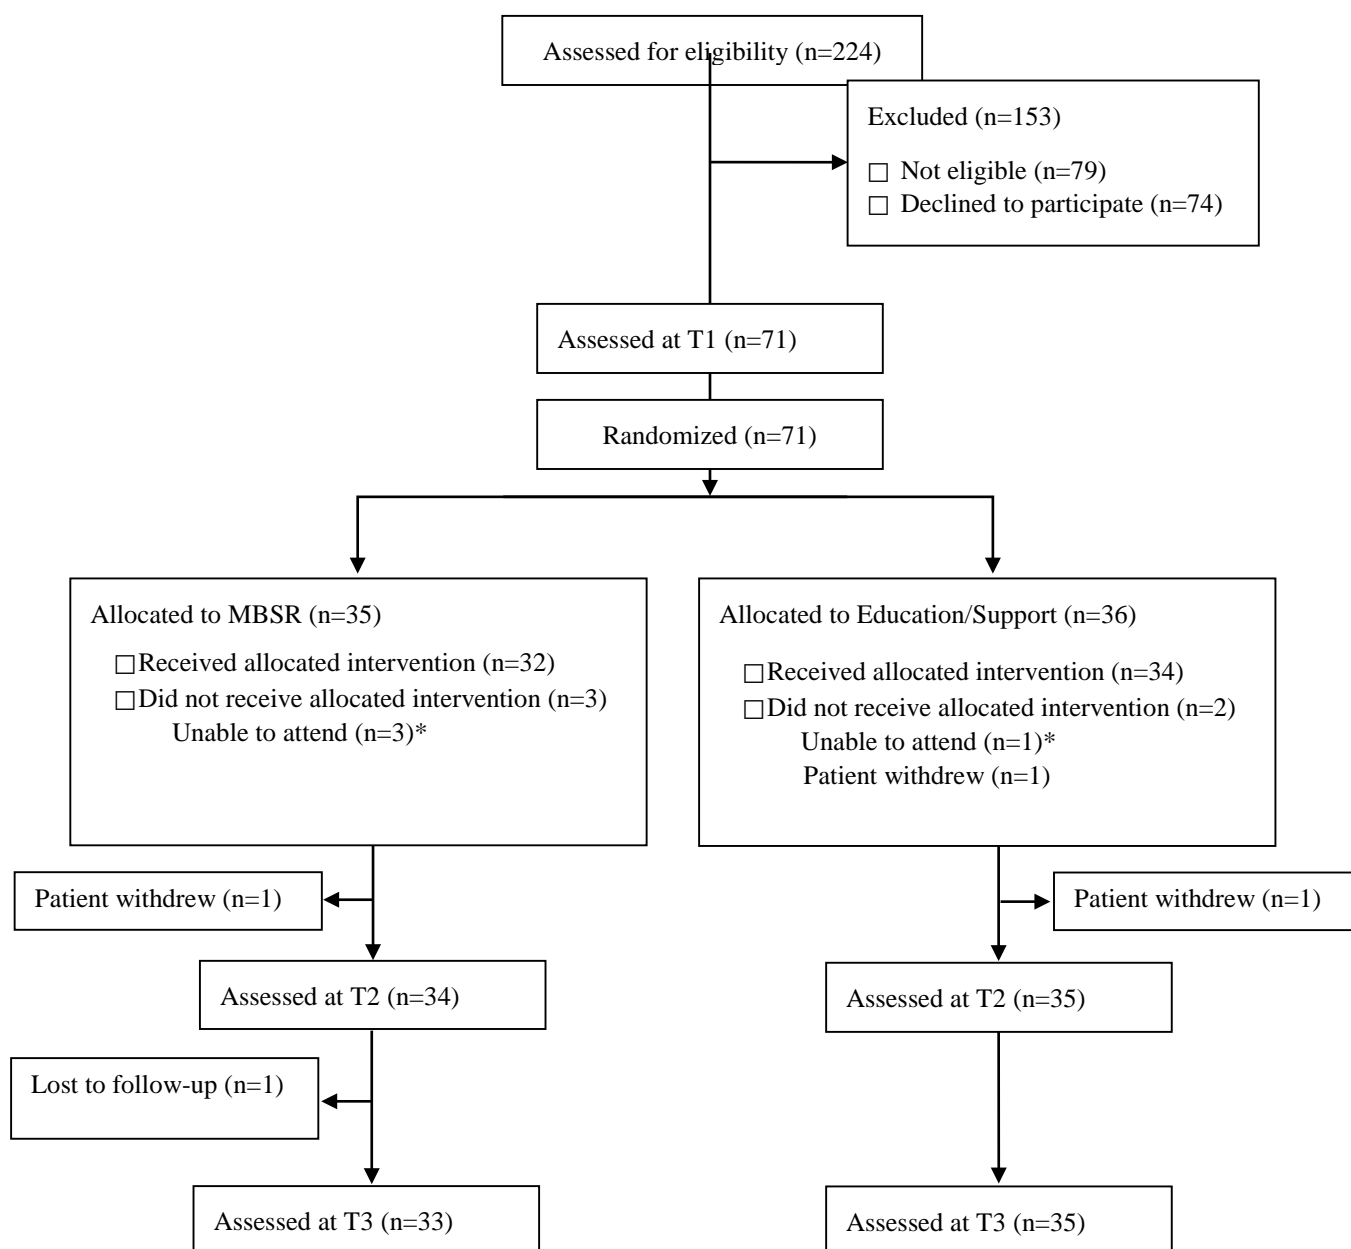 Assessed for eligibility (n=224)
Excluded (n=153)
□ Not eligible (n=79)
□ Declined to participate (n=74)
Assessed at T1 (n=71)
Randomized (n=71)
Allocated to MBSR (n=35)
□ Received allocated intervention (n=32)
□ Did not receive allocated intervention (n=3)
Unable to attend (n=3)*
Allocated to Education/Support (n=36)
□ Received allocated intervention (n=34)
□ Did not receive allocated intervention (n=2)
Unable to attend (n=1)*
Patient withdrew (n=1)
Patient withdrew (n=1)
Patient withdrew (n=1)
Assessed at T2 (n=34)
Assessed at T2 (n=35)
Lost to follow-up (n=1)
Assessed at T3 (n=33)
Assessed at T3 (n=35)